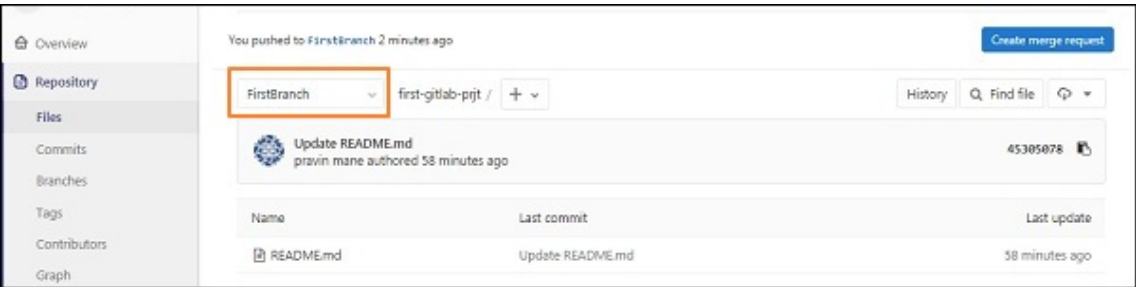 Overview
You pushed to FirstBranch 2 minutes ago
Create merge request
Repository
FirstBranch
first-gitlab-prjt /
History
Find file
Files
Update README.md
pravin mane authored 58 minutes ago
45305078
Commits
Branches
Tags
Name Last commit Last update
Contributors
README.md Update README.md 58 minutes ago
Graph